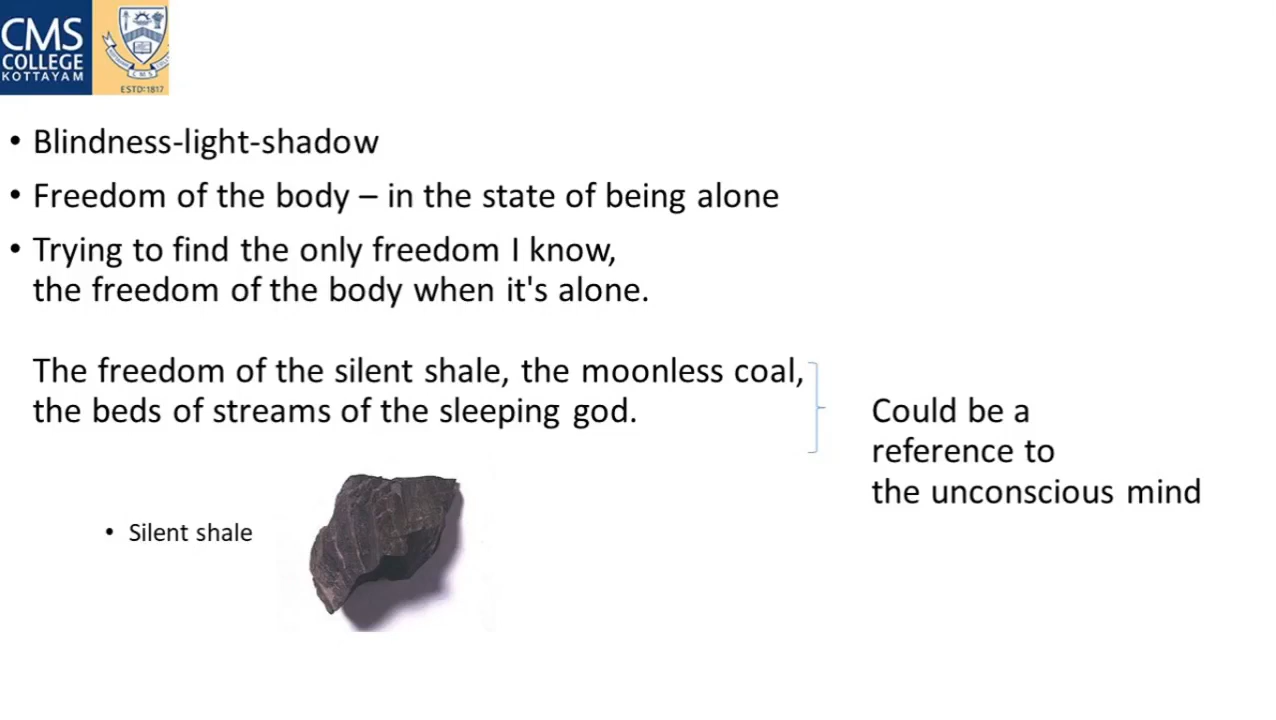 CMS
COLLEGE
KOTTAYAM
CMS
ESTD:1817
• Blindness-light-shadow
• Freedom of the body – in the state of being alone
• Trying to find the only freedom I know,
the freedom of the body when it's alone.
The freedom of the silent shale, the moonless coal,
the beds of streams of the sleeping god.
Could be a
reference to
the unconscious mind
• Silent shale